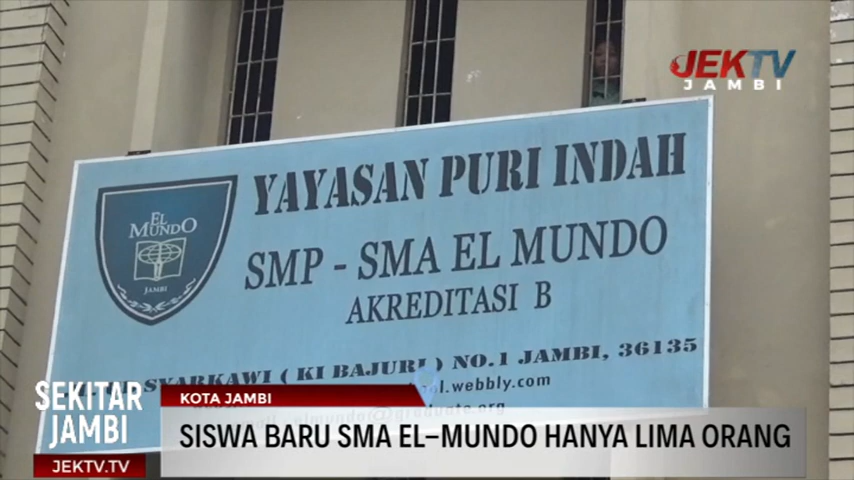 JEKTV
JAMBI
YAYASAN PURI INDAH
EL
MUNDO
JAMBI
SMP - SMA EL MUNDO
AKREDITASI B
SYARKAWI ( KI BAJURI ) NO.1 JAMBI, 36135
.webbly.com
SEKITAR
JAMBI
JEKTV.TV
KOTA JAMBI
SISWA BARU SMA EL-MUNDO HANYA LIMA ORANG